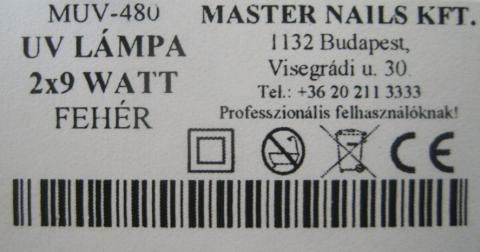 MUV-480
UV LÁMPA
2x9 WATT
FEHÉR
MASTER NAILS KFT.
1132 Budapest,
Visegrádi u. 30.
Tel.: +36 20 211 3333
Professzionális felhasználóknak!
CE